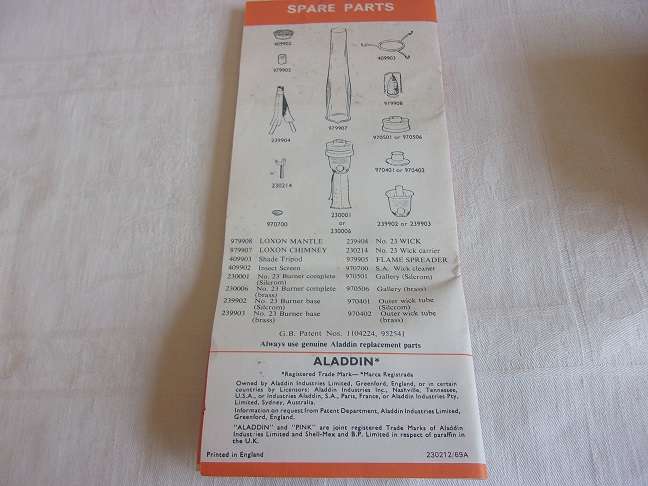 SPARE PARTS
409902
979905
239904
230214
970700
979907
230001
or
230006
409903
979908
970501 or 970506
970401 or 970402
239902 or 239903
979908 LOXON MANTLE
979907 LOXON CHIMNEY
409903 Shade Tripod
409902 Insect Screen
230001 No. 23 Burner complete
(Silcrom)
230006 No. 23 Burner complete
(brass)
239902 No. 23 Burner base
(Silcrom)
239903 No. 23 Burner base
(brass)
239404 No. 23 WICK
230214 No. 23 Wick carrier
979905 FLAME SPREADER
970700 S.A. Wick cleaner
970501 Gallery (Silcrom)
970506 Gallery (brass)
970401 Outer wick tube
(Silcrom)
970402 Outer wick tube
(brass)
G.B. Patent Nos. 1104224, 952541
Always use genuine Aladdin replacement parts
ALADDIN*
*Registered Trade Mark—*Marca Registrada
Owned by Aladdin Industries Limited, Greenford, England, or in certain
countries by Licensors: Aladdin Industries Inc., Nashville, Tennessee,
U.S.A., or Industries Aladdin, S.A., Paris, France, or Aladdin Industries Pty.
Limited, Sydney, Australia.
Information on request from Patent Department, Aladdin Industries Limited,
Greenford, England.
"ALADDIN" and "PINK" are joint registered Trade Marks of Aladdin
Industries Limited and Shell-Mex and B.P. Limited in respect of paraffin in
the U.K.
Printed in England 230212/69A